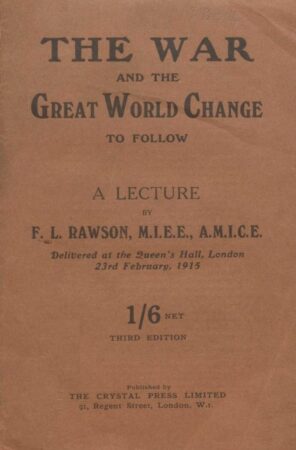 THE WAR
AND THE
GREAT WORLD CHANGE
TO FOLLOW
A LECTURE
BY
F. L. RAWSON, M.I.E.E., A.M.I.C.E.
Delivered at the Queen's Hall, London
23rd February, 1915
1/6 NET
THIRD EDITION
Published by
THE CRYSTAL PRESS LIMITED
91, Regent Street, London, W.1.